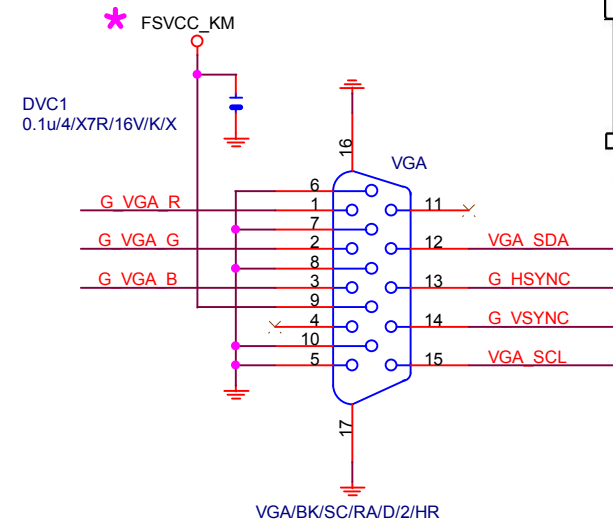 * FSVCC_KM
DVC1
0.1u/4/X7R/16V/K/X
16
VGA
6
G_VGA_R 1 11
7
G_VGA_G 2 12 VGA_SDA
8
G_VGA_B 3 13 G_HSYNC
9
4 14 G_VSYNC
10
5 15 VGA_SCL
17
VGA/BK/SC/RA/D/2/HR